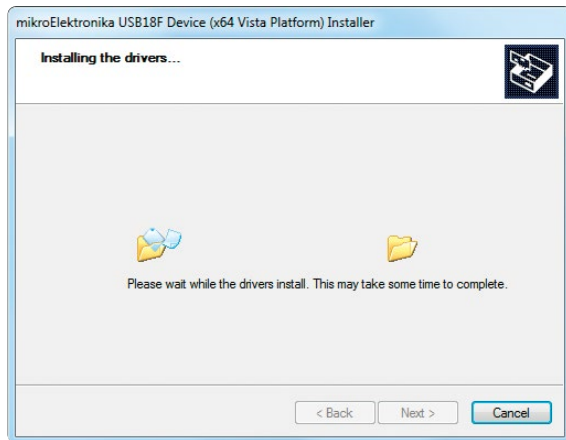 mikroElektronika USB18F Device (x64 Vista Platform) Installer
Installing the drivers...
Please wait while the drivers install. This may take some time to complete.
< Back Next > Cancel